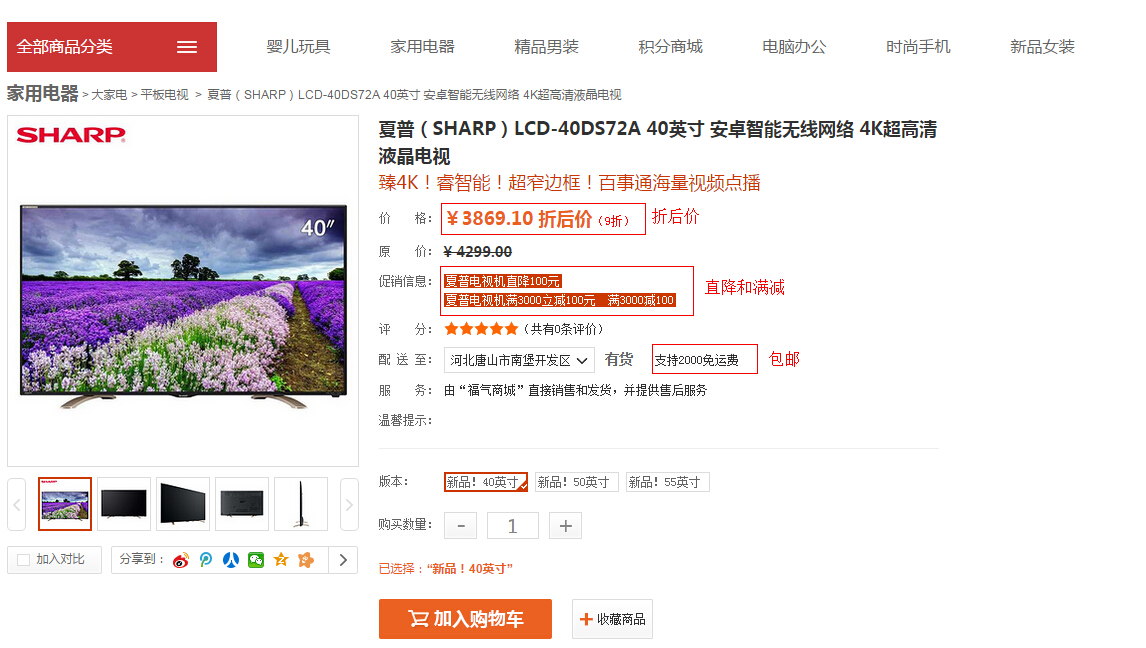 全部商品分类
婴儿玩具
家用电器
精品男装
积分商城
电脑办公
时尚手机
新品女装
家用电器 > 大家电 > 平板电视 > 夏普（SHARP）LCD-40DS72A 40英寸 安卓智能无线网络 4K超高清液晶电视
SHARP
40"
夏普（SHARP）LCD-40DS72A 40英寸 安卓智能无线网络 4K超高清
液晶电视
臻4K！睿智能！超窄边框！百事通海量视频点播
价 格： ¥3869.10 折后价（9折） 折后价
原 价： ¥ 4299.00
促销信息： 夏普电视机直降100元
夏普电视机满3000立减100元 满3000减100
直降和满减
评 分： （共有0条评价）
配 送 至： 河北唐山市南堡开发区 有货 支持2000免运费 包邮
服 务： 由“福气商城”直接销售和发货，并提供售后服务
温馨提示：
版本： 新品！40英寸 新品！50英寸 新品！55英寸
购买数量： - 1 +
加入对比 分享到：
已选择：“新品！40英寸”
加入购物车 +收藏商品